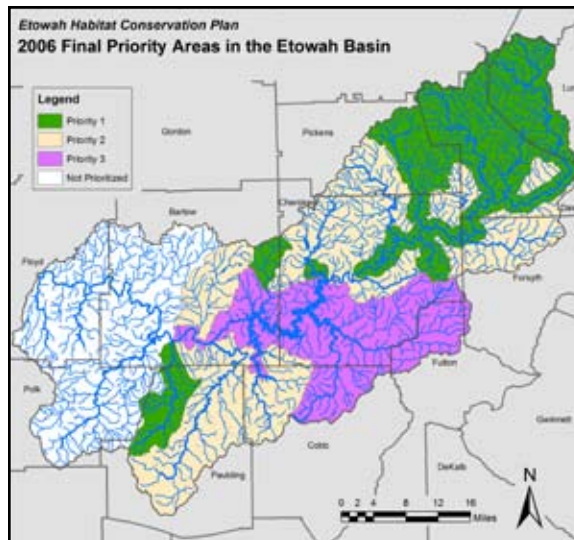 Etowah Habitat Conservation Plan
2006 Final Priority Areas in the Etowah Basin
Legend
Priority 1
Priority 2
Priority 3
Not Prioritized
Gordon
Pickens
Bartow
Floyd
Forsyth
Polk
Fulton
Gwinnett
Cobb
DeKalb
Paulding
N
0 2 4 8 12 16
Miles